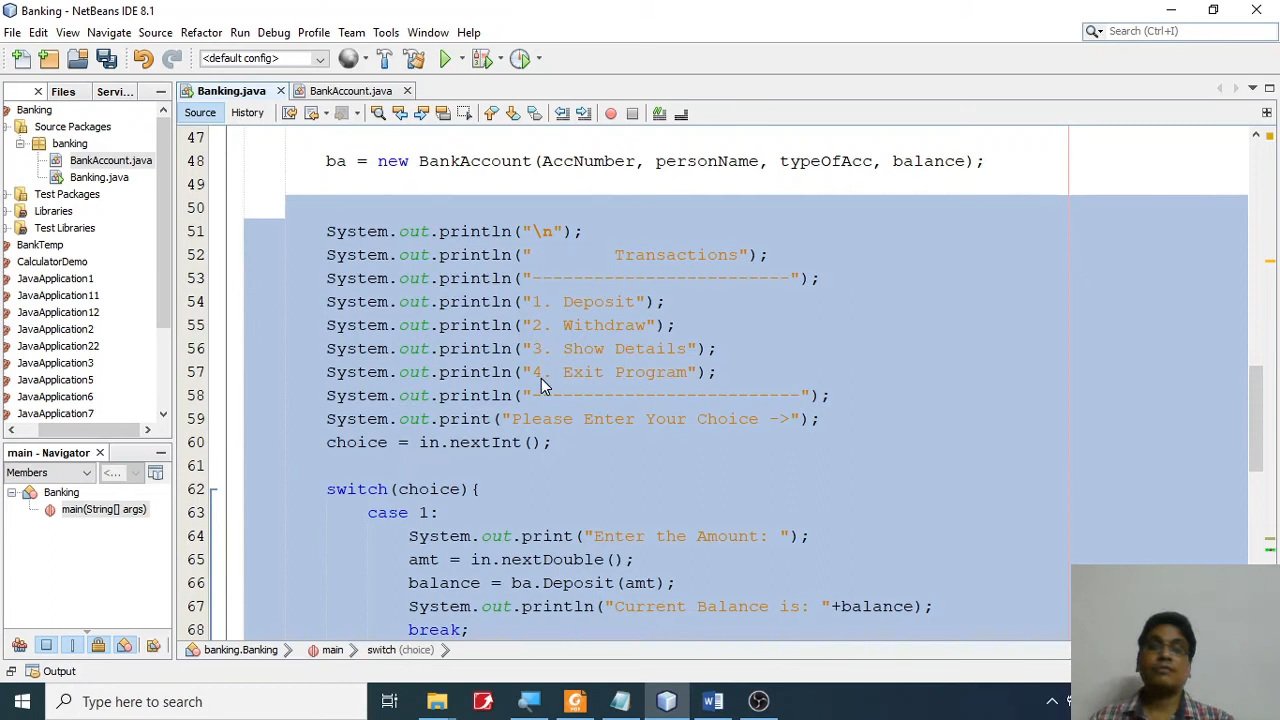 Banking - NetBeans IDE 8.1
File Edit View Navigate Source Refactor Run Debug Profile Team Tools Window Help
Search (Ctrl+I)
<default config>
Files Servi...
Banking.java BankAccount.java
Source History
Banking
Source Packages
banking
BankAccount.java
Banking.java
Test Packages
Libraries
Test Libraries
BankTemp
CalculatorDemo
JavaApplication1
JavaApplication11
JavaApplication12
JavaApplication2
JavaApplication22
JavaApplication3
JavaApplication5
JavaApplication6
JavaApplication7
main - Navigator
Members <...
Banking
main(String[] args)
47
48 ba = new BankAccount(AccNumber, personName, typeOfAcc, balance);
49
50
51 System.out.println("\n");
52 System.out.println("        Transactions");
53 System.out.println("-------------------------");
54 System.out.println("1. Deposit");
55 System.out.println("2. Withdraw");
56 System.out.println("3. Show Details");
57 System.out.println("4. Exit Program");
58 System.out.println("--------------------------");
59 System.out.print("Please Enter Your Choice ->");
60 choice = in.nextInt();
61
62 switch(choice){
63 case 1:
64 System.out.print("Enter the Amount: ");
65 amt = in.nextDouble();
66 balance = ba.Deposit(amt);
67 System.out.println("Current Balance is: "+balance);
68 break;
banking.Banking main switch (choice)
Output
Type here to search